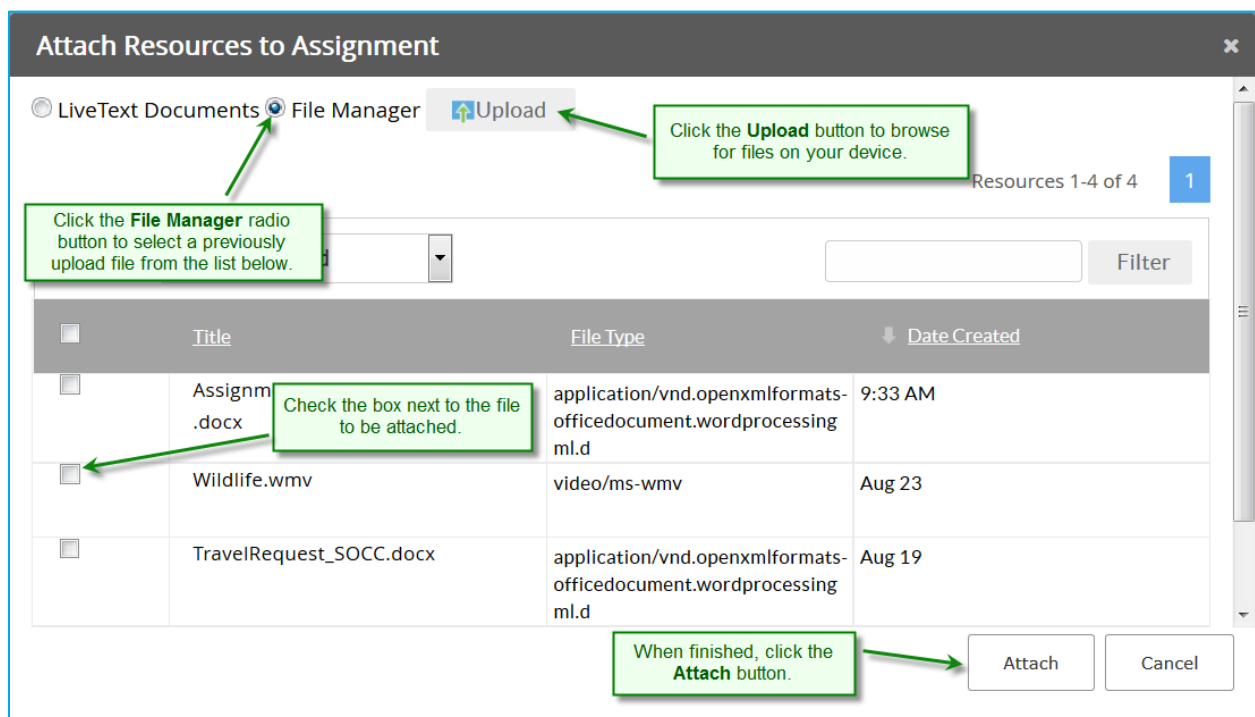 Attach Resources to Assignment
LiveText Documents File Manager Upload
Click the Upload button to browse
for files on your device.
Resources 1-4 of 4 1
Click the File Manager radio
button to select a previously
upload file from the list below.
Filter
Title File Type Date Created
.docx
application/vnd.openxmlformats-
officedocument.wordprocessing
ml.d
9:33 AM
Check the box next to the file
to be attached.
Wildlife.wmv video/ms-wmv Aug 23
TravelRequest_SOCC.docx
application/vnd.openxmlformats-
officedocument.wordprocessing
ml.d
Aug 19
When finished, click the
Attach button.
Attach Cancel